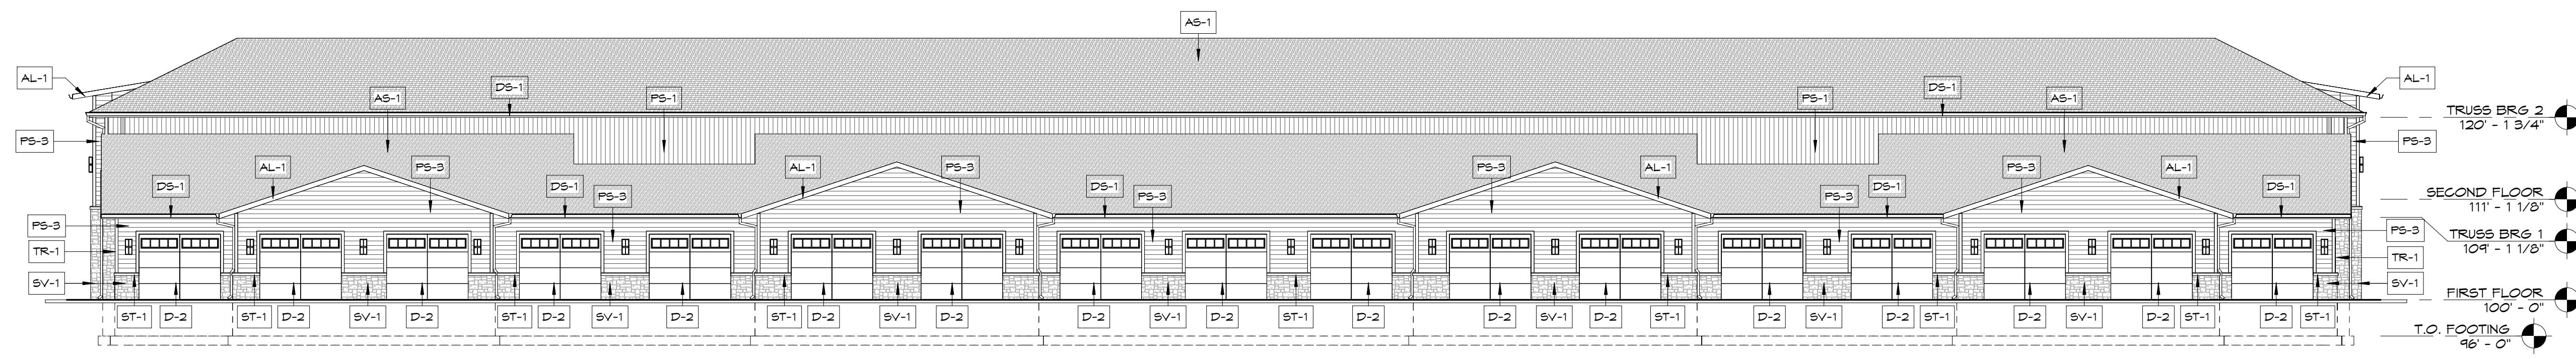 AS-1
AL-1
AL-1
DS-1
DS-1
AS-1
PS-1
PS-1
AS-1
TRUSS BRG 2
120' - 1 3/4"
PS-3
PS-3
AL-1
PS-3
AL-1
PS-3
PS-3
AL-1
PS-3
AL-1
DS-1
DS-1
PS-3
DS-1
PS-3
PS-3
DS-1
DS-1
SECOND FLOOR
111' - 1 1/8"
PS-3
PS-3
TRUSS BRG 1
109' - 1 1/8"
TR-1
TR-1
SV-1
SV-1
FIRST FLOOR
100' - 0"
ST-1
D-2
ST-1
D-2
SV-1
D-2
ST-1
D-2
SV-1
D-2
ST-1
D-2
SV-1
D-2
D-2
SV-1
D-2
ST-1
D-2
D-2
SV-1
D-2
ST-1
D-2
SV-1
D-2
ST-1
D-2
SV-1
D-2
ST-1
D-2
ST-1
T.O. FOOTING
96' - 0"